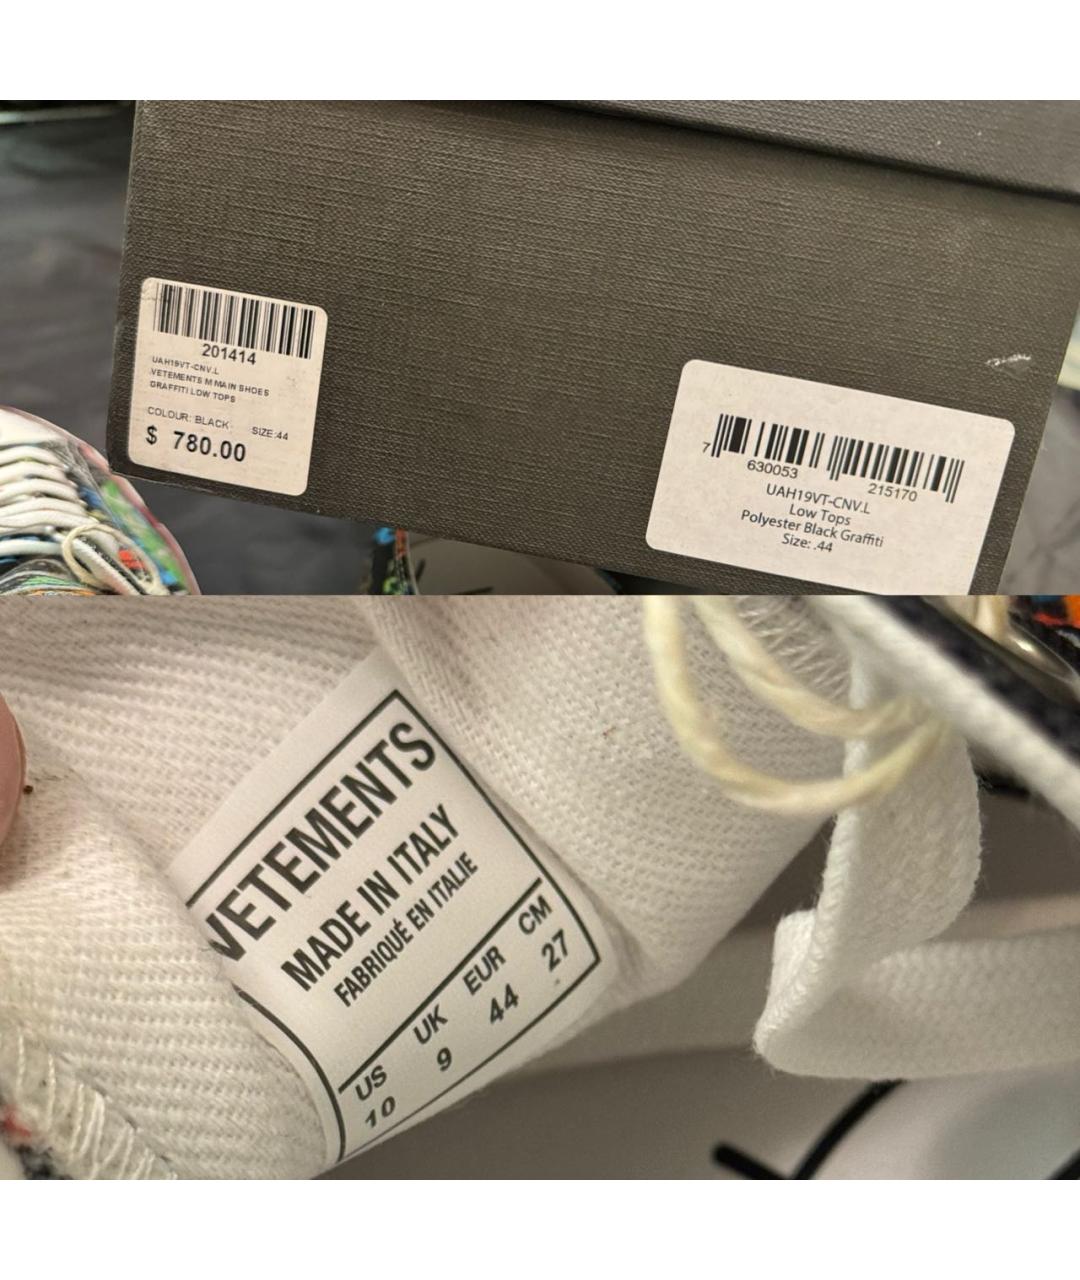 201414
UAH19VT-CNV.L
VETEMENTS M MAIN SHOES
GRAFFITI LOW TOPS
COLOUR: BLACK SIZE:44
$ 780.00
7 630053 215170
UAH19VT-CNV.L
Low Tops
Polyester Black Graffiti
Size: .44
VETEMENTS
MADE IN ITALY
FABRIQUÉ EN ITALIE
US UK EUR CM
10 9 44 27